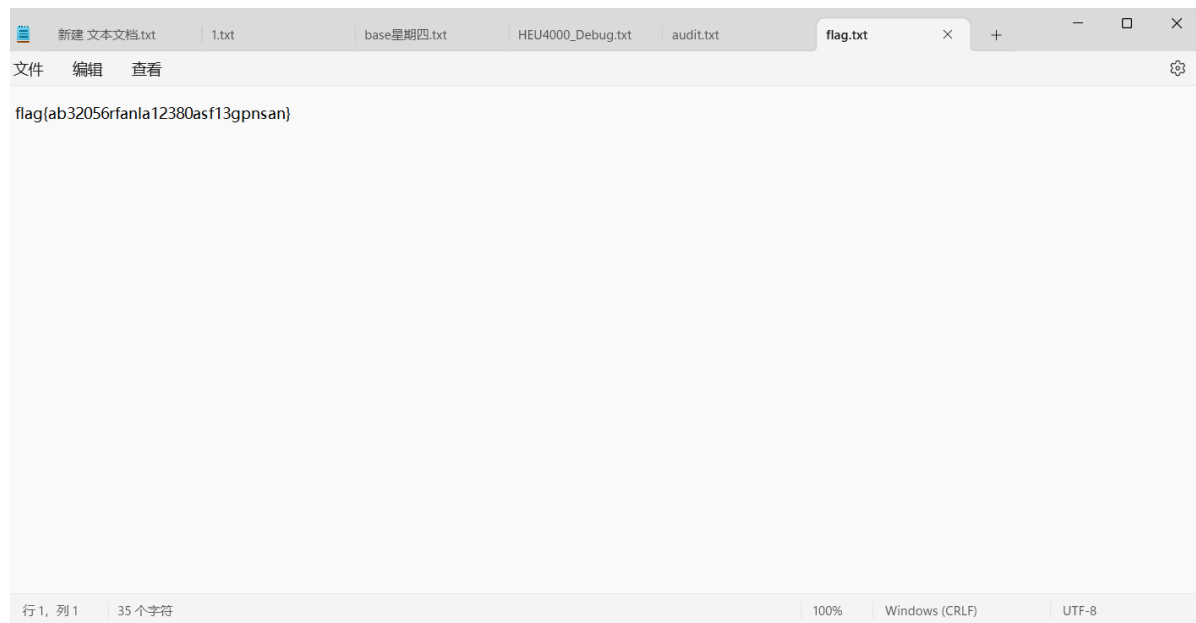 新建 文本文档.txt 1.txt base星期四.txt HEU4000_Debug.txt audit.txt flag.txt
文件 编辑 查看
flag{ab32056rfanla12380asf13gpnsan}
行 1, 列 1 35 个字符 100% Windows (CRLF) UTF-8